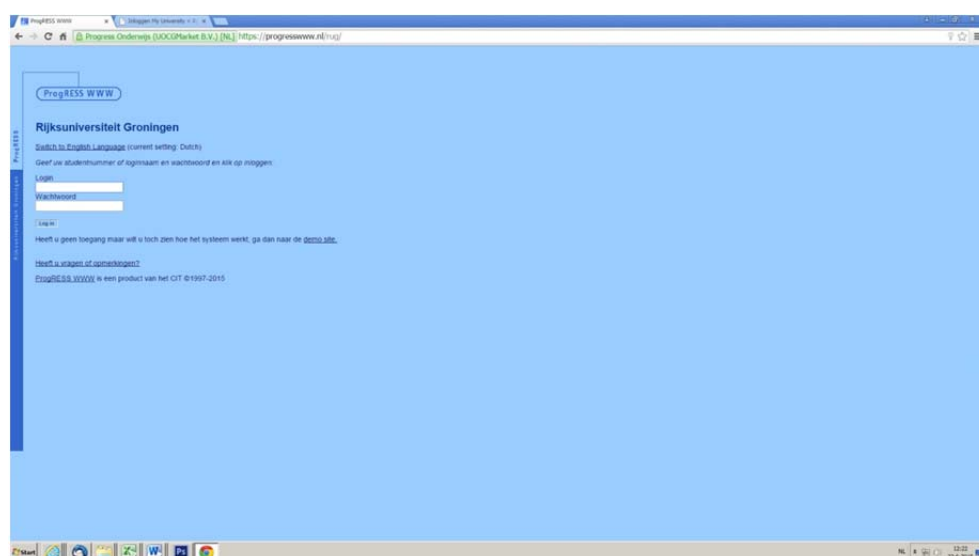 ProgRESS WWW
Inloggen My University
Progress Onderwijs (UOCGMarket B.V.) [NL] https://progresswww.nl/rug/
ProgRESS WWW
ProgRESS
Rijksuniversiteit Groningen
Rijksuniversiteit Groningen
Switch to English Language (current setting: Dutch)
Geef uw studentnummer of loginnaam en wachtwoord en klik op inloggen.
Login
Wachtwoord
Log in
Heeft u geen toegang maar wilt u toch zien hoe het systeem werkt, ga dan naar de demo site.
Heeft u vragen of opmerkingen?
ProgRESS WWW is een product van het CIT ©1997-2015
Start
NL
12:22